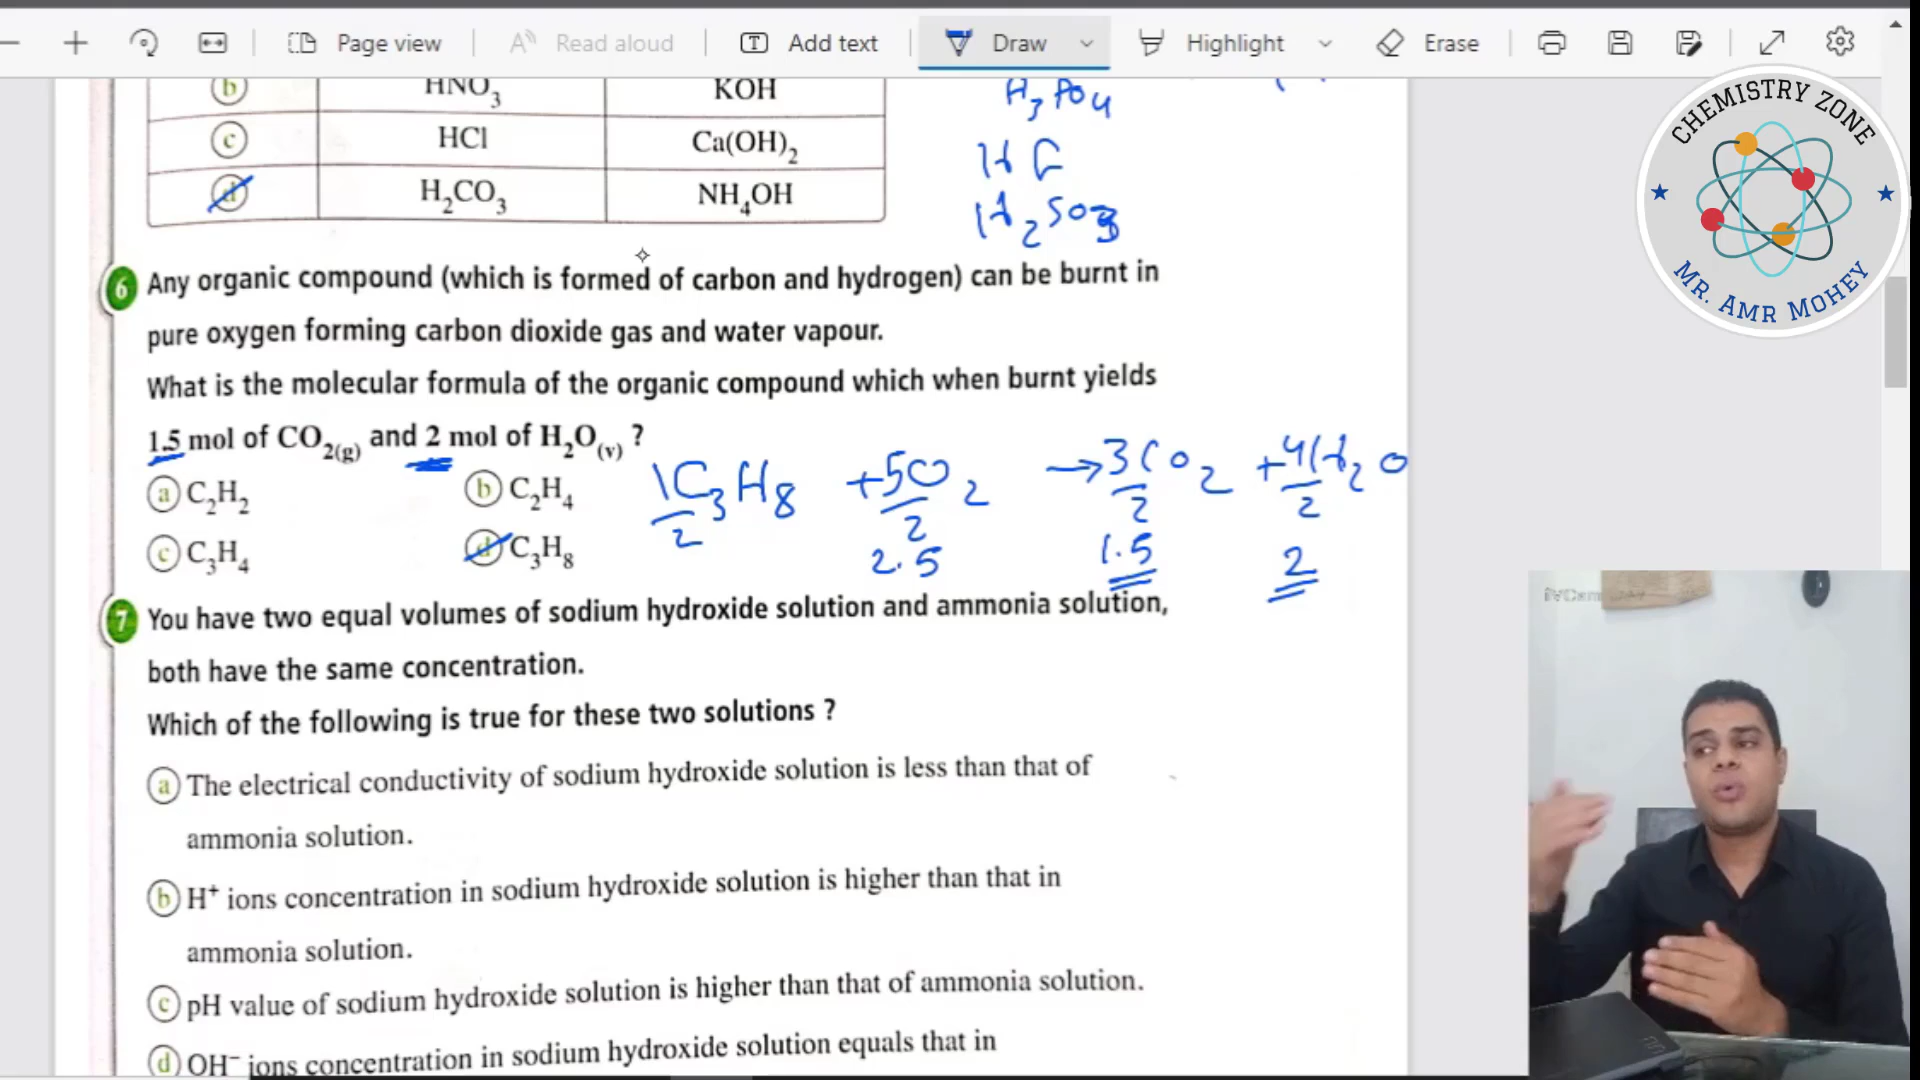 Page view
Read aloud
Add text
Draw
Highlight
Erase
b HNO3 KOH
c HCl Ca(OH)2
d H2CO3 NH4OH
H3PO4
H2SO3
CHEMISTRY ZONE
MR. AMR MOHEY
6 Any organic compound (which is formed of carbon and hydrogen) can be burnt in
pure oxygen forming carbon dioxide gas and water vapour.
What is the molecular formula of the organic compound which when burnt yields
1.5 mol of CO2(g) and 2 mol of H2O(v) ?
a C2H2 b C2H4
c C3H4 d C3H8
1/2 C3H8 + 5/2 O2 → 3/2 CO2 + 4/2 H2O
2.5 1.5 2
7 You have two equal volumes of sodium hydroxide solution and ammonia solution,
both have the same concentration.
Which of the following is true for these two solutions ?
a The electrical conductivity of sodium hydroxide solution is less than that of
ammonia solution.
b H+ ions concentration in sodium hydroxide solution is higher than that in
ammonia solution.
c pH value of sodium hydroxide solution is higher than that of ammonia solution.
d OH− ions concentration in sodium hydroxide solution equals that in